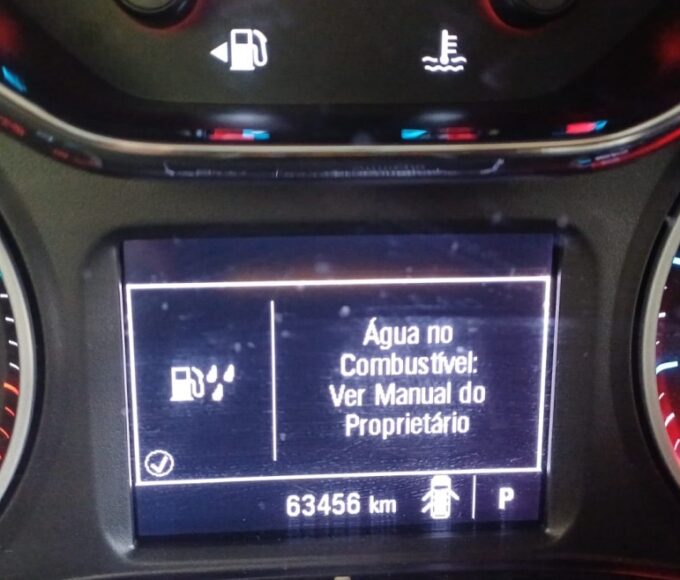 Água no
Combustível:
Ver Manual do
Proprietário
63456 km
P